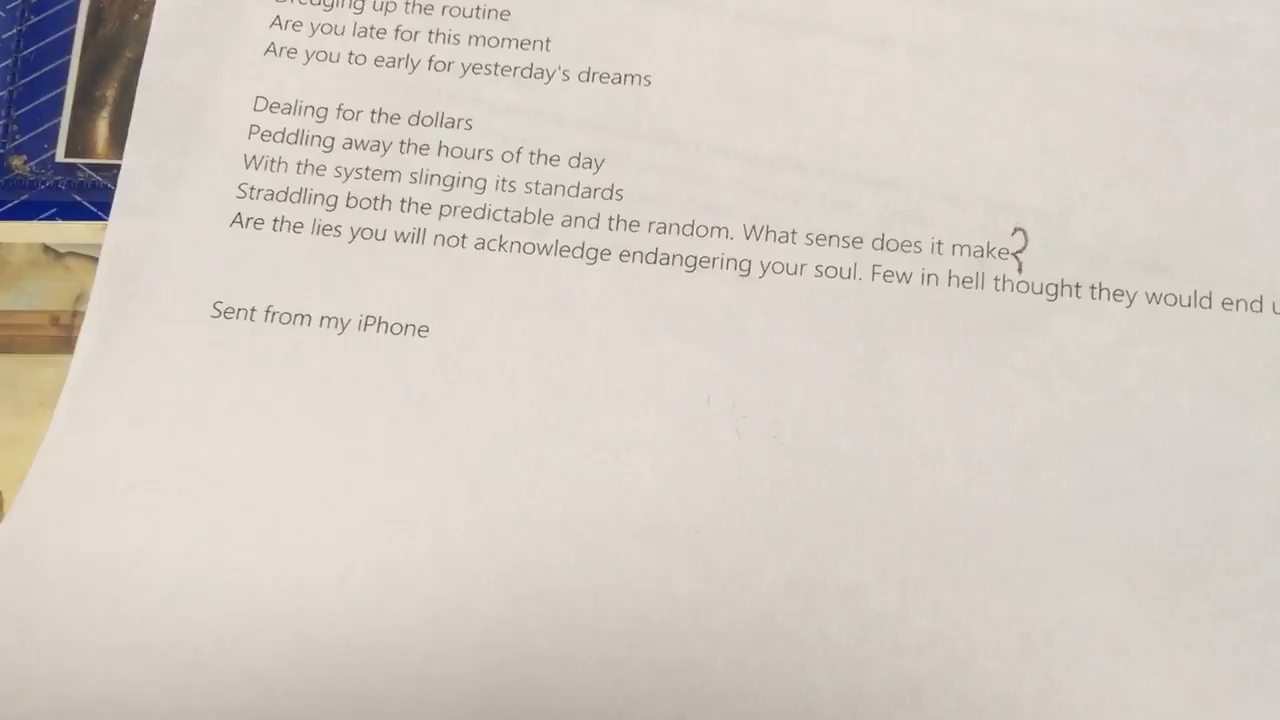 up the routine
Are you late for this moment
Are you to early for yesterday's dreams
Dealing for the dollars
Peddling away the hours of the day
With the system slinging its standards
Straddling both the predictable and the random. What sense does it make?
Are the lies you will not acknowledge endangering your soul. Few in hell thought they would end
Sent from my iPhone